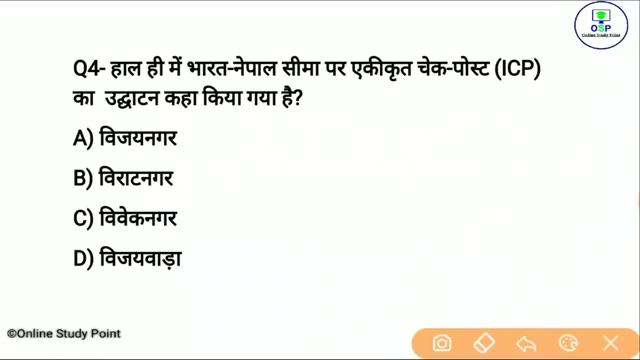 OSP
Online Study Point
Q4- हाल ही में भारत-नेपाल सीमा पर एकीकृत चेक-पोस्ट (ICP)
का उद्घाटन कहा किया गया है?
A) विजयनगर
B) विराटनगर
C) विवेकनगर
D) विजयवाड़ा
©Online Study Point